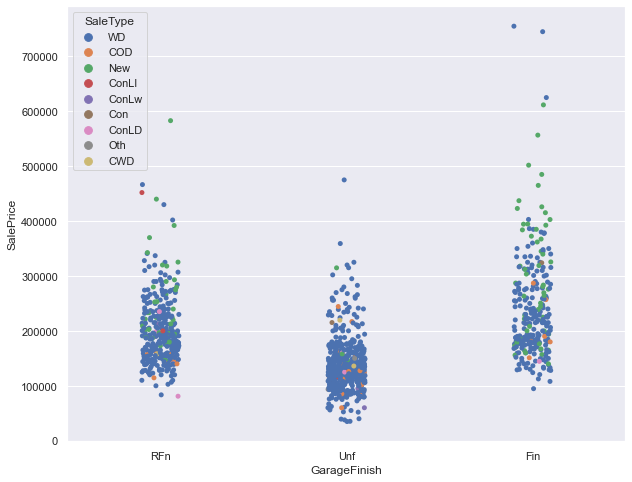 SaleType
WD
COD
New
ConLI
ConLw
Con
ConLD
Oth
CWD
700000
600000
500000
400000
300000
200000
100000
0
SalePrice
RFn
Unf
Fin
GarageFinish